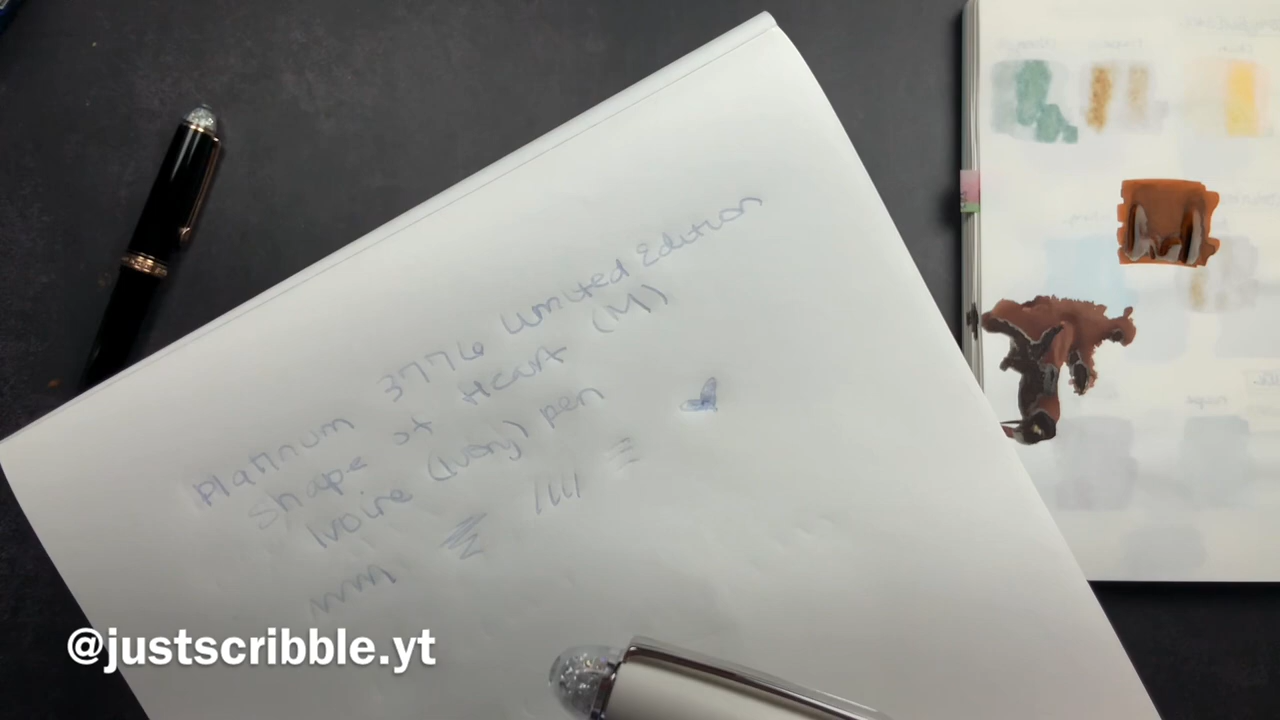 Platinum 3776 Limited Edition
Shape of Heart (M)
Ivoire (Ivory) pen
@justscribble.yt